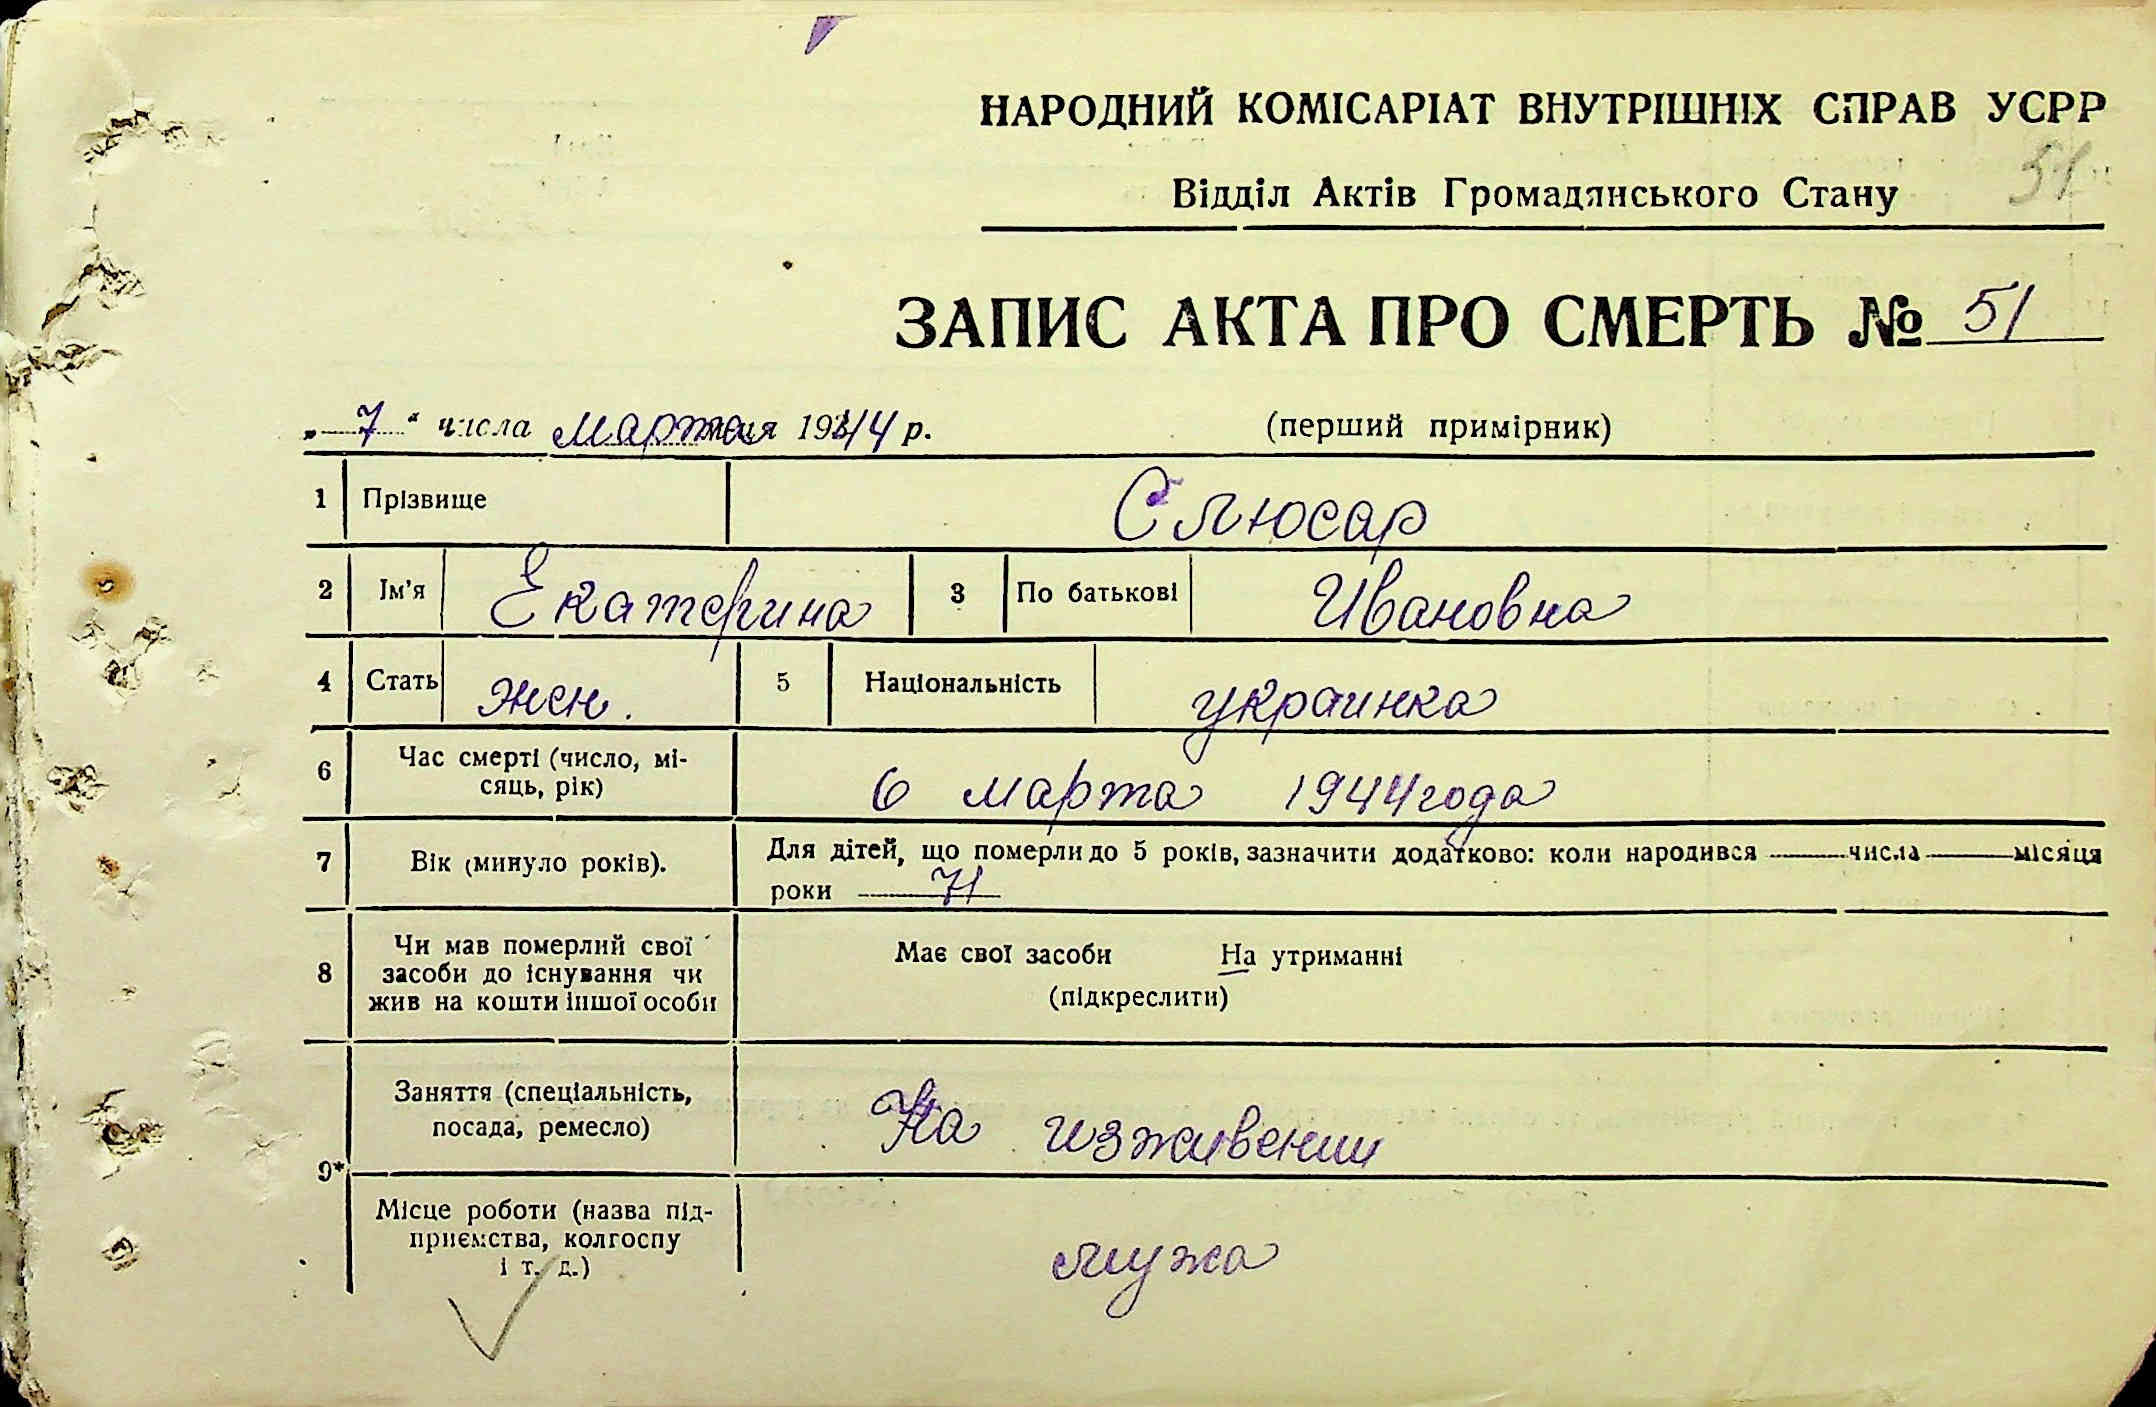 НАРОДНИЙ КОМІСАРІАТ ВНУТРІШНІХ СПРАВ УСРР
51
Відділ Актів Громадянського Стану
ЗАПИС АКТА ПРО СМЕРТЬ № 51
„ 7 “ числа марта 1944 р. (перший примірник)
1 Прізвище Слюсар
2 Ім'я Екатерина 3 По батькові Ивановна
4 Стать жен. 5 Національність украинка
6 Час смерті (число, мі-
сяць, рік) 6 марта 1944 года
7 Вік (минуло років). Для дітей, що померли до 5 років, зазначити додатково: коли народився числа місяця
роки 71
8 Чи мав померлий свої
засоби до існування чи
жив на кошти іншої особи
Має свої засоби На утриманні
(підкреслити)
9*
Заняття (спеціальність,
посада, ремесло) На изживении
Місце роботи (назва під-
приємства, колгоспу
і т. д.) мужа